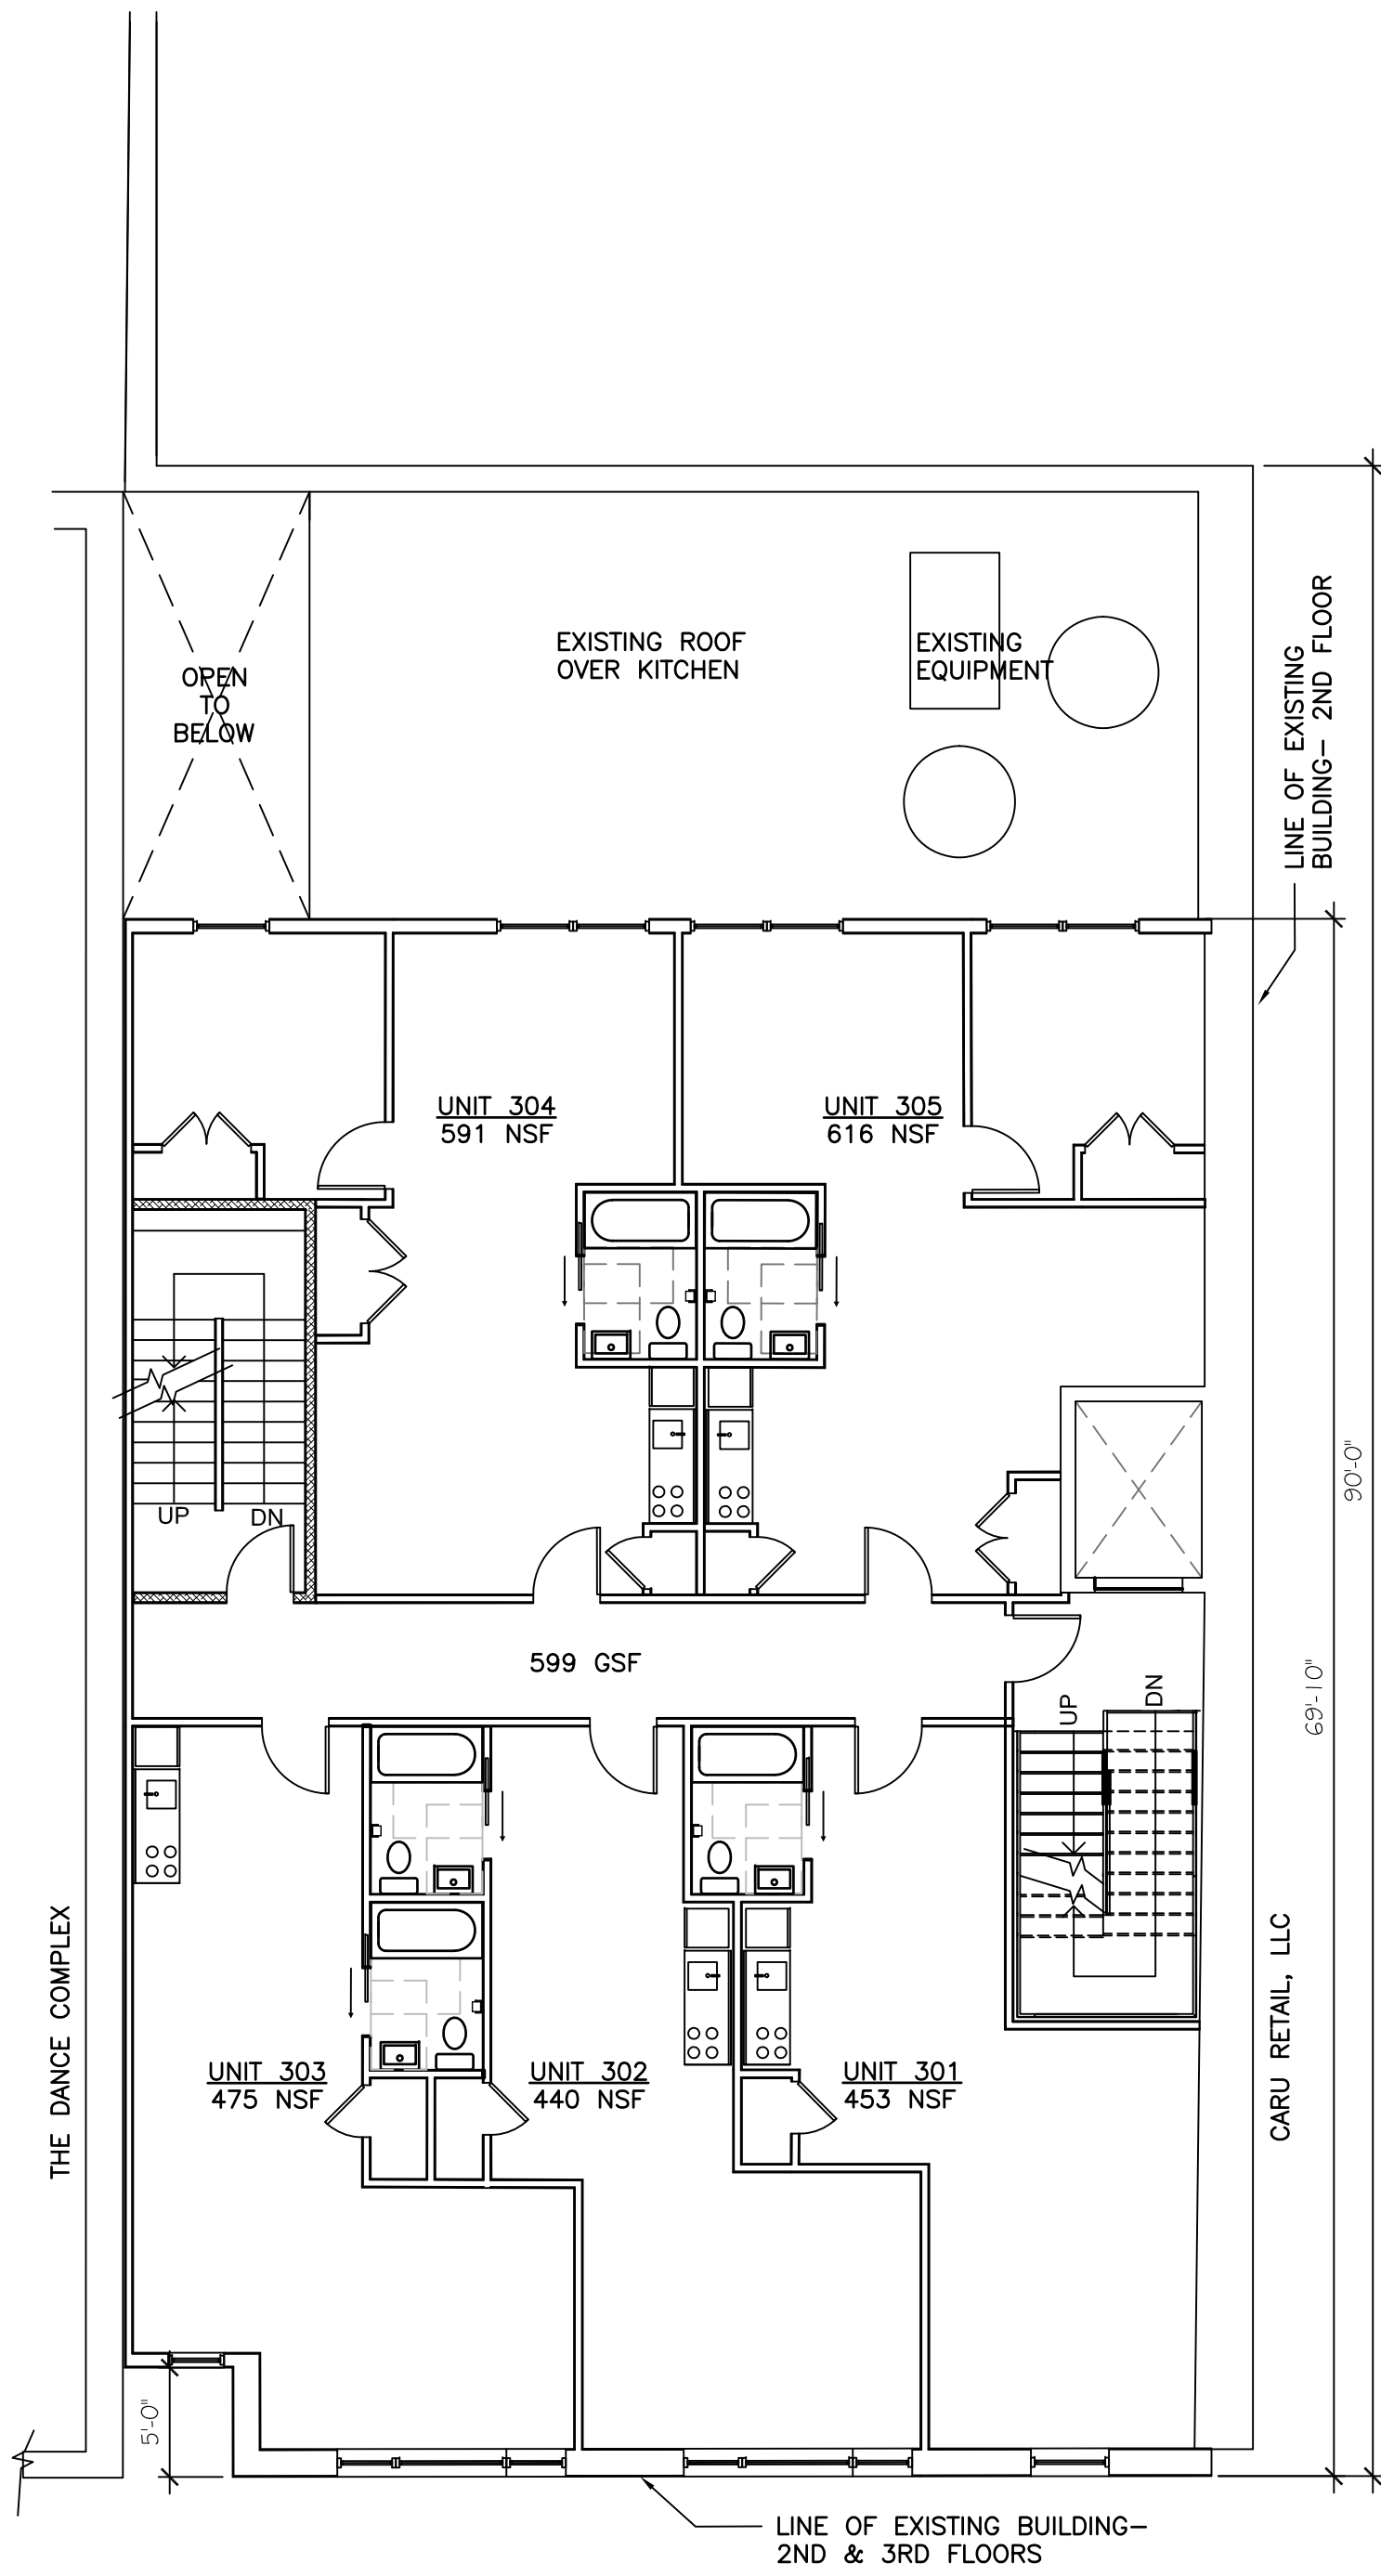 EXISTING ROOF
OVER KITCHEN
EXISTING
EQUIPMENT
OPEN
TO
BELOW
LINE OF EXISTING
BUILDING– 2ND FLOOR
UNIT 304
591 NSF
UNIT 305
616 NSF
90'-0"
UP
DN
599 GSF
69'-10"
UP
DN
THE DANCE COMPLEX
CARU RETAIL, LLC
UNIT 303
475 NSF
UNIT 302
440 NSF
UNIT 301
453 NSF
5'-0"
LINE OF EXISTING BUILDING–
2ND & 3RD FLOORS